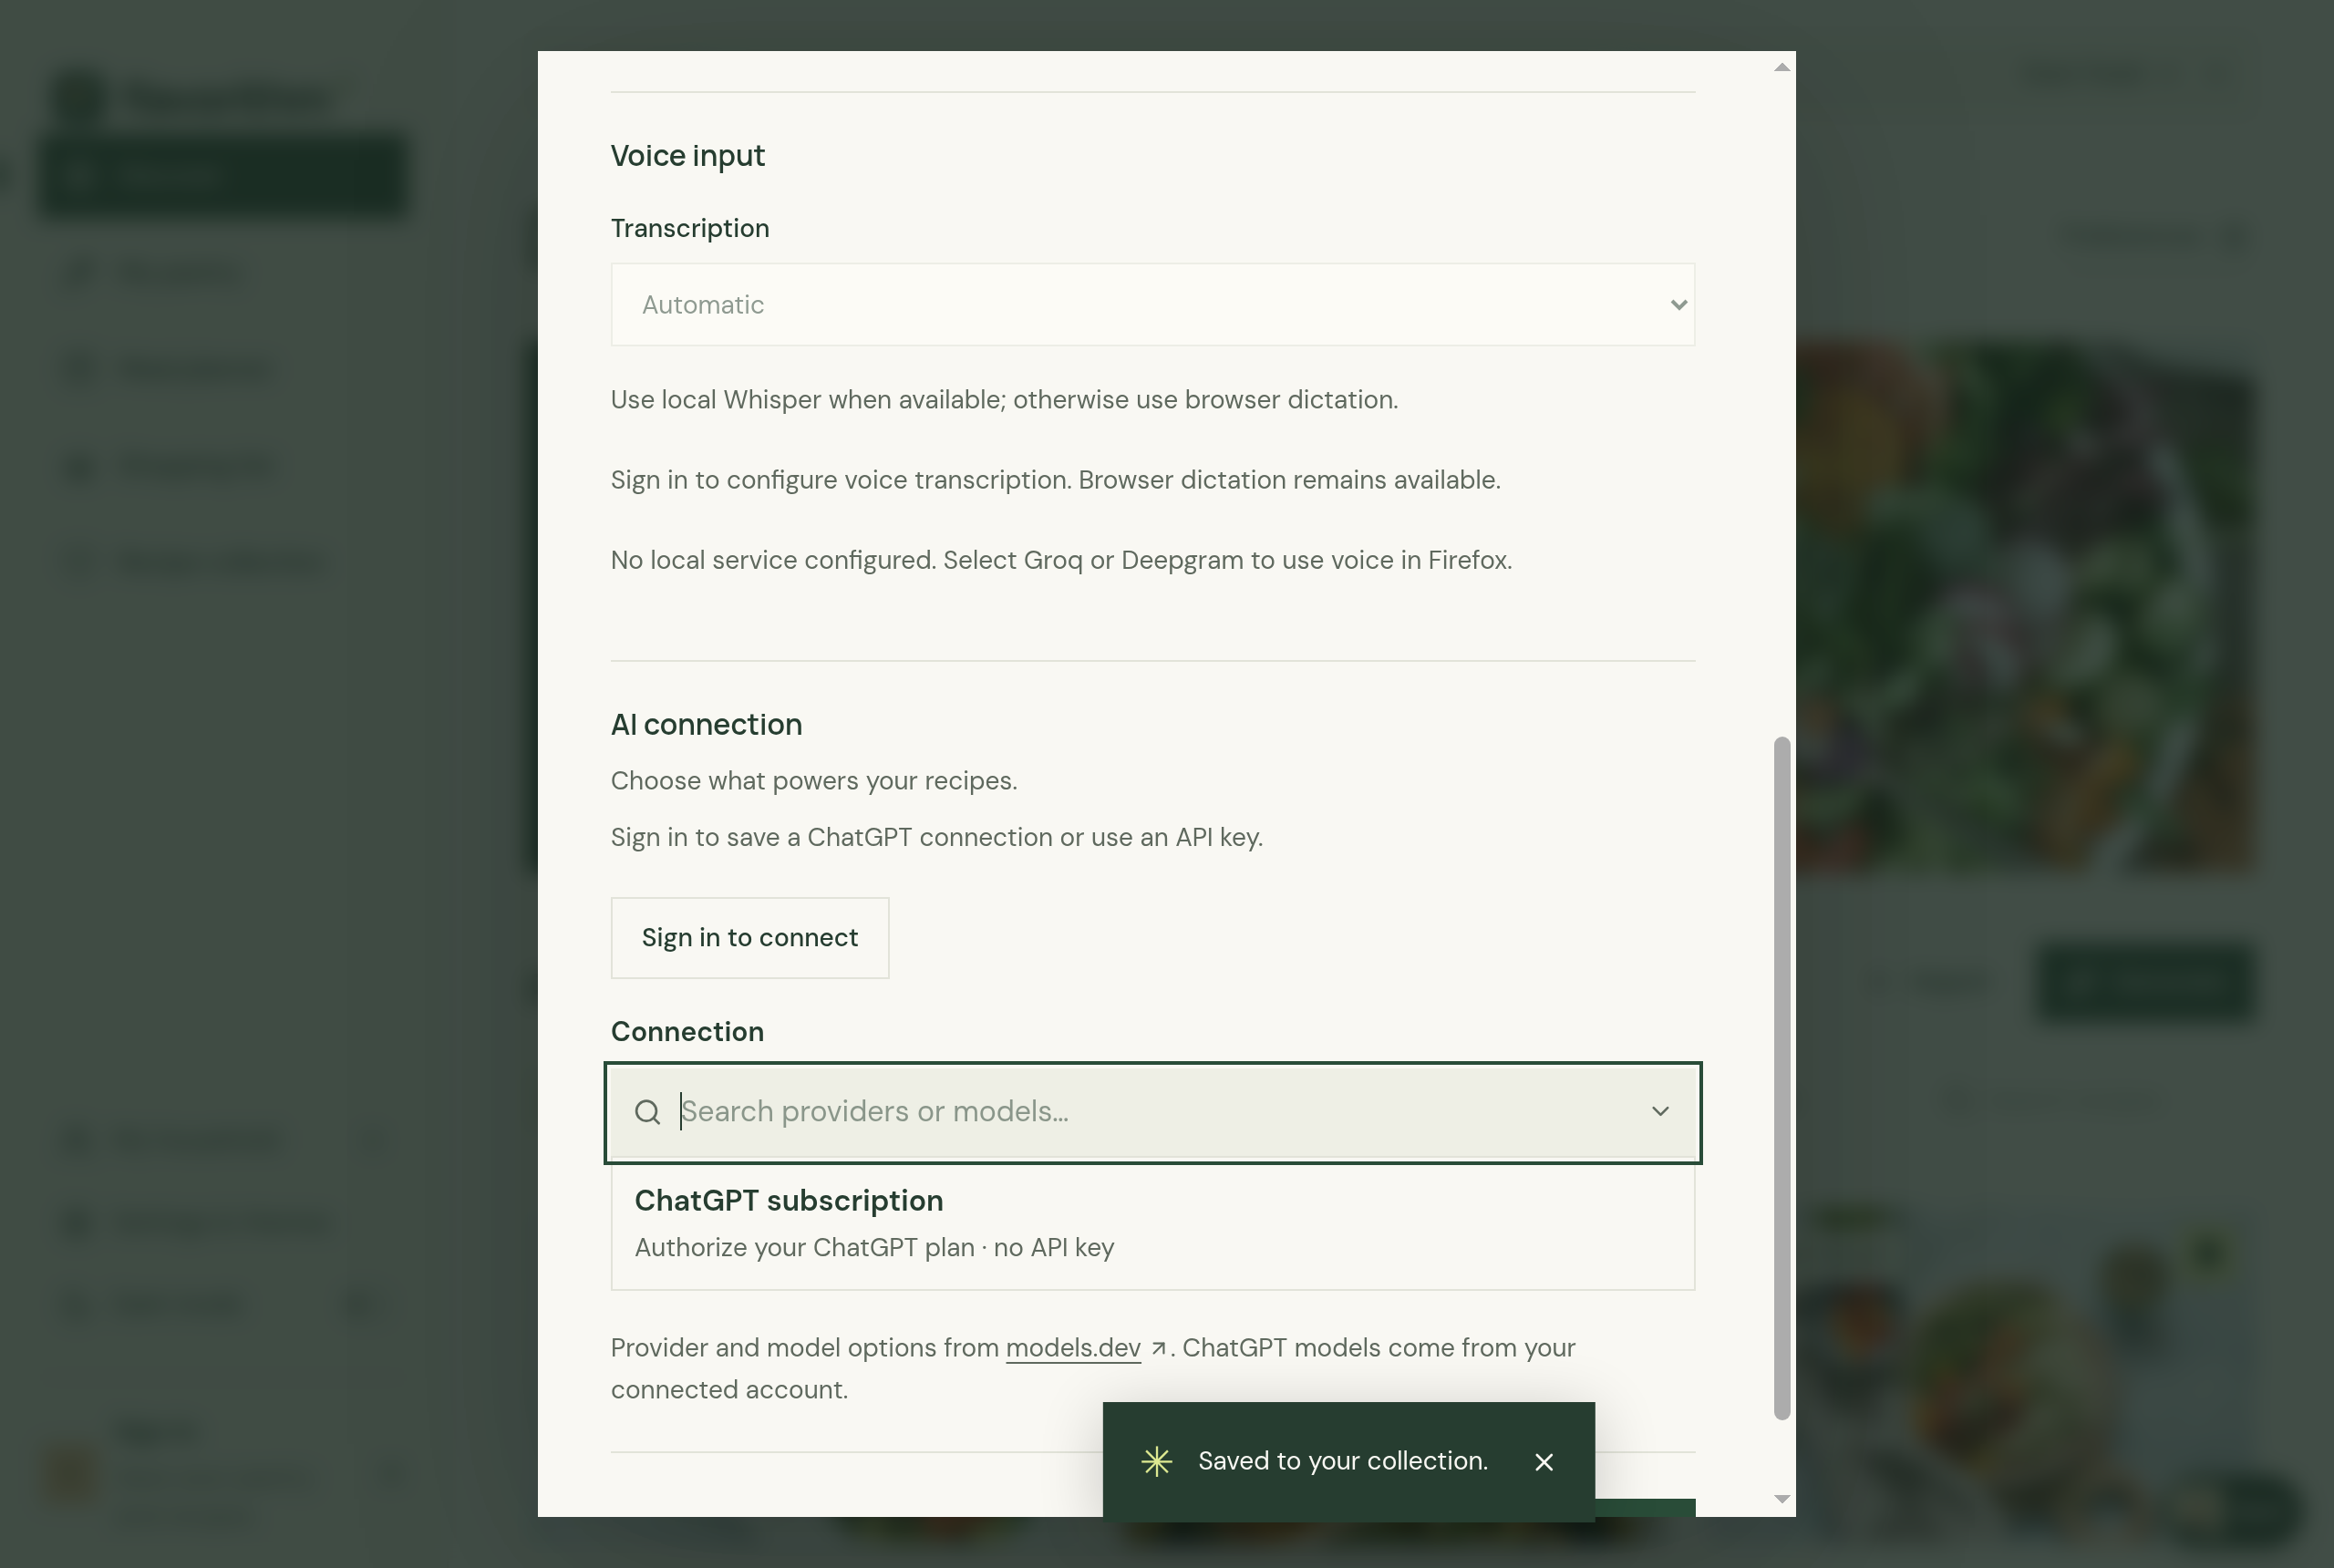 Voice input
Transcription
Automatic
Use local Whisper when available; otherwise use browser dictation.
Sign in to configure voice transcription. Browser dictation remains available.
No local service configured. Select Groq or Deepgram to use voice in Firefox.
AI connection
Choose what powers your recipes.
Sign in to save a ChatGPT connection or use an API key.
Sign in to connect
Connection
Search providers or models...
ChatGPT subscription
Authorize your ChatGPT plan · no API key
Provider and model options from models.dev ↗. ChatGPT models come from your
connected account.
Saved to your collection.